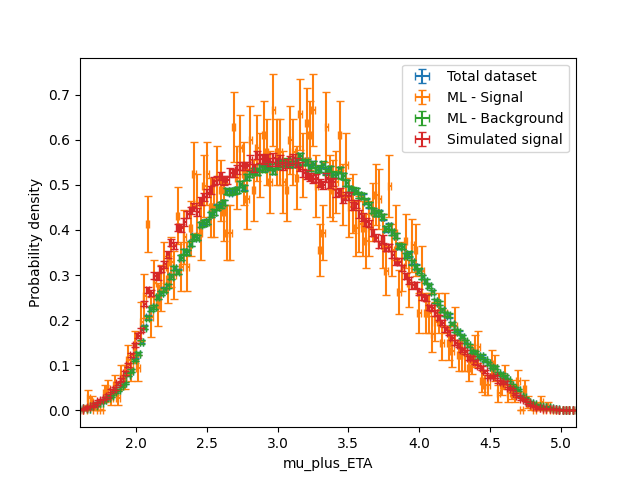 Total dataset
ML - Signal
ML - Background
Simulated signal
Probability density
0.7
0.6
0.5
0.4
0.3
0.2
0.1
0.0
2.0 2.5 3.0 3.5 4.0 4.5 5.0
mu_plus_ETA